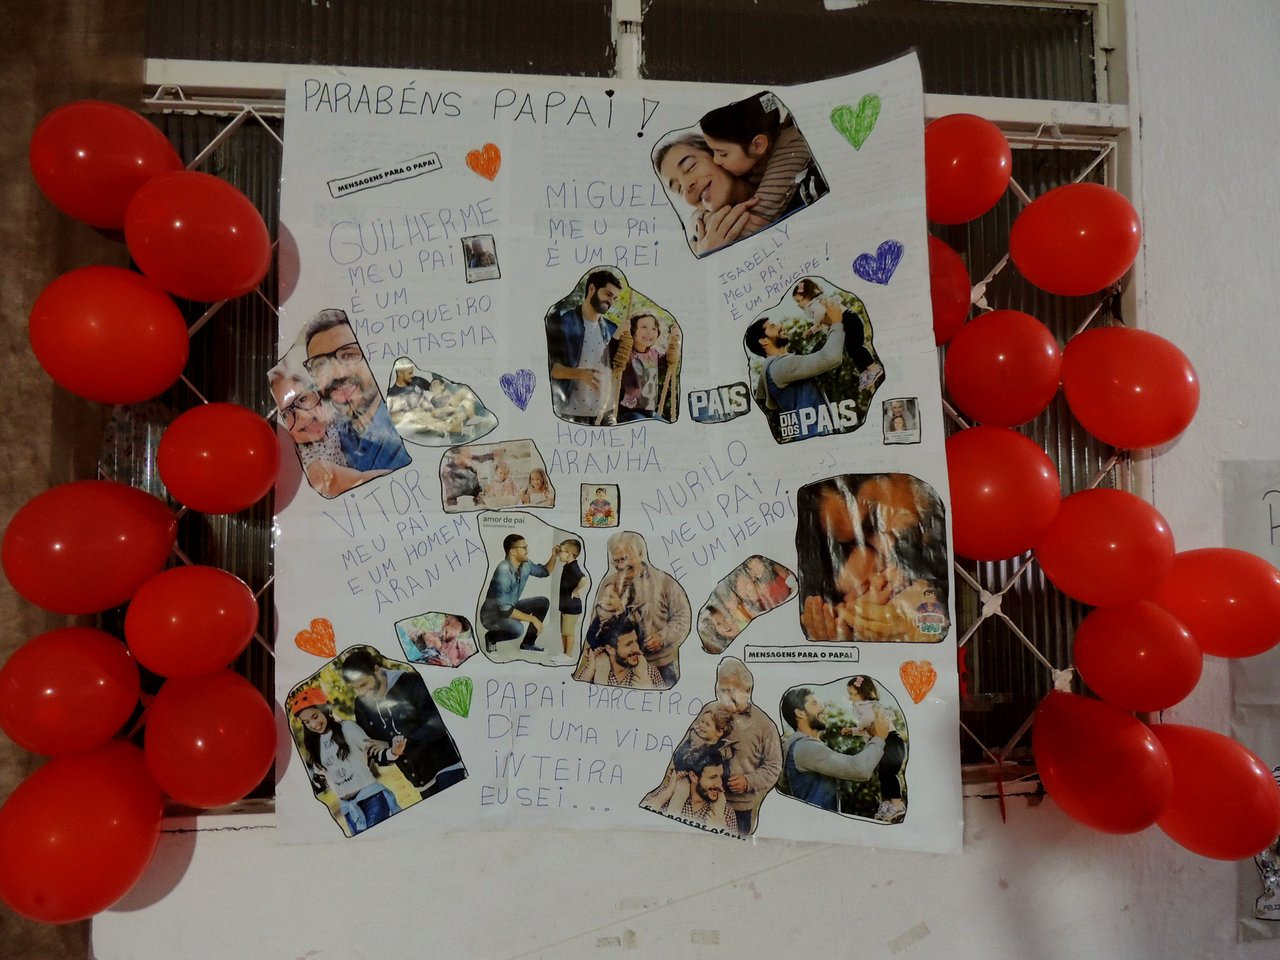 PARABÉNS PAPAI!
MENSAGENS PARA O PAPAI
GUILHERME
MEU PAI
É UM
MOTOQUEIRO
FANTASMA
MIGUEL
MEU PAI
É UM REI
ISABELLY
MEU PAI
É UM PRÍNCIPE!
PAIS
DIA
DOS PAIS
HOMEM
ARANHA
VITOR
MEU PAI
E UM HOMEM
ARANHA
amor de pai
MURILO
MEU PAI
E UM HERÓI
MENSAGENS PARA O PAPAI
PAPAI PARCEIRO
DE UMA VIDA
INTEIRA
EU SEI...